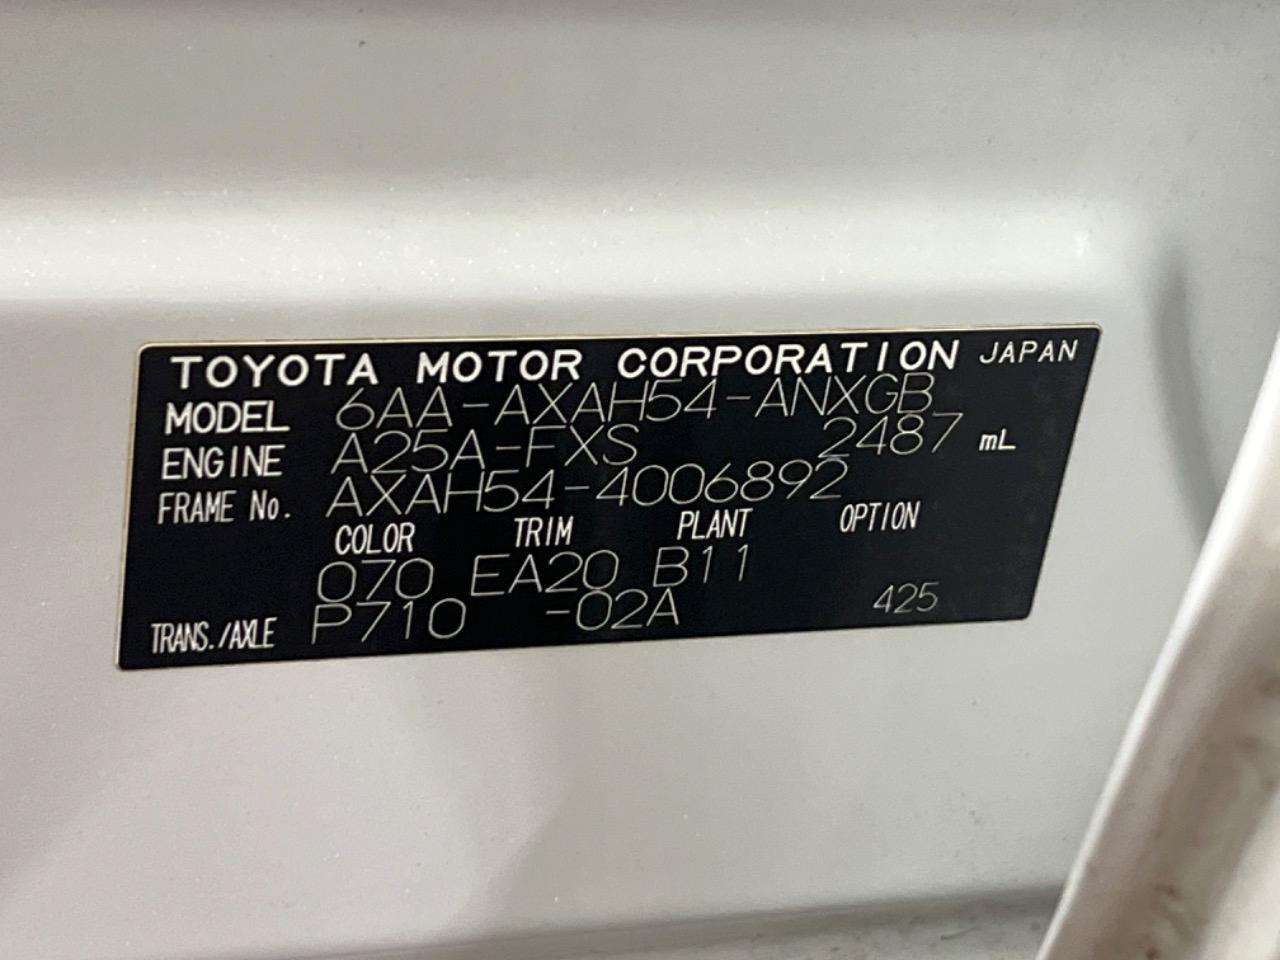 TOYOTA MOTOR CORPORATION JAPAN
MODEL 6AA-AXAH54-ANXGB
ENGINE A25A-FXS 2487 mL
FRAME No. AXAH54-4006892
COLOR TRIM PLANT OPTION
070 EA20 B11
TRANS./AXLE P710 -02A 425